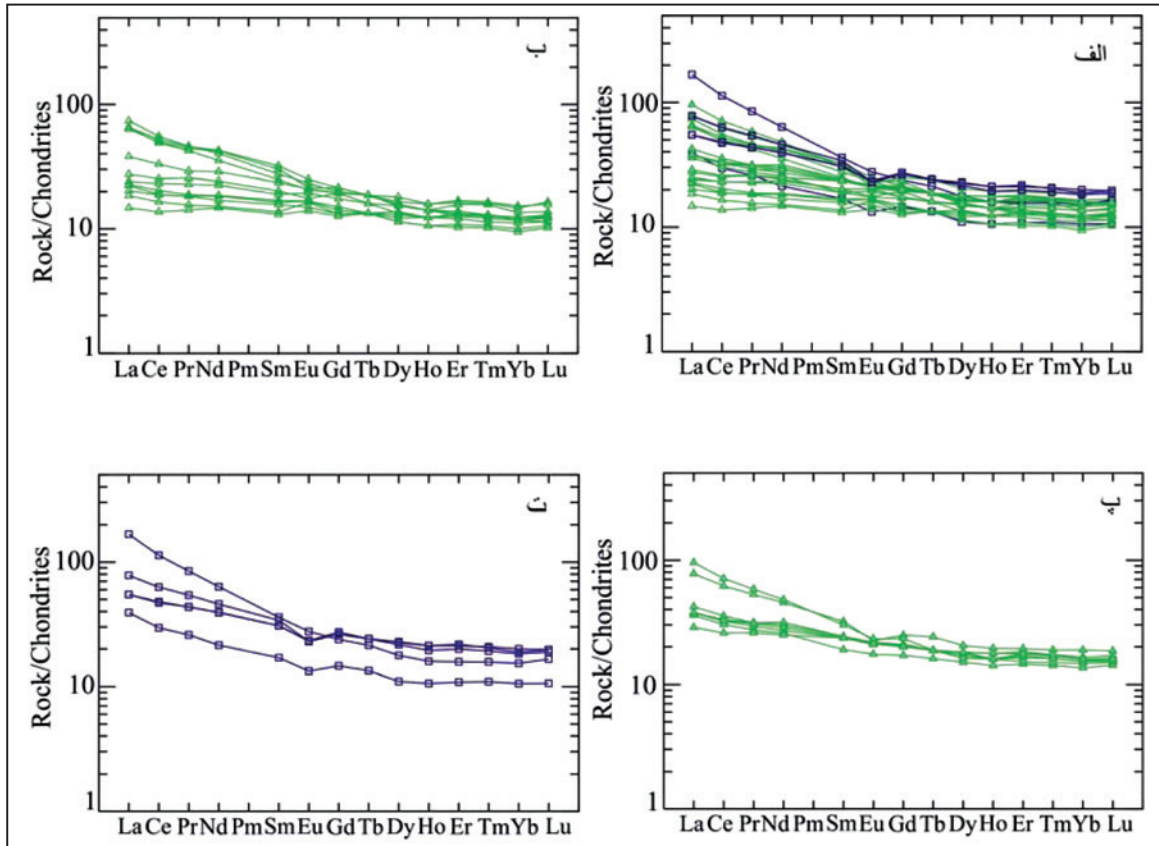 الف
Rock/Chondrites
100
10
1
La Ce Pr Nd Pm Sm Eu Gd Tb Dy Ho Er Tm Yb Lu
ب
Rock/Chondrites
100
10
1
La Ce Pr Nd Pm Sm Eu Gd Tb Dy Ho Er Tm Yb Lu
پ
Rock/Chondrites
100
10
1
La Ce Pr Nd Pm Sm Eu Gd Tb Dy Ho Er Tm Yb Lu
ت
Rock/Chondrites
100
10
1
La Ce Pr Nd Pm Sm Eu Gd Tb Dy Ho Er Tm Yb Lu